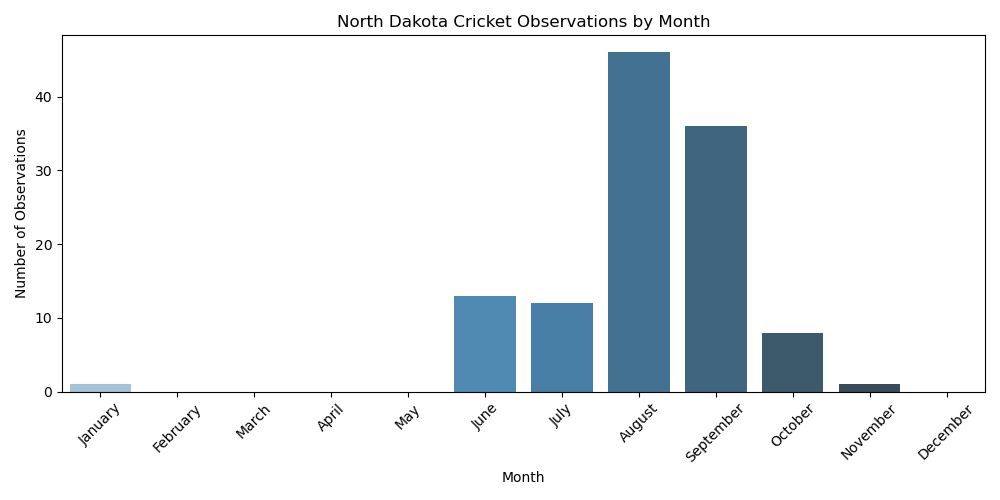 North Dakota Cricket Observations by Month
Number of Observations
40
30
20
10
0
January
February
March
April
May
June
July
August
September
October
November
December
Month